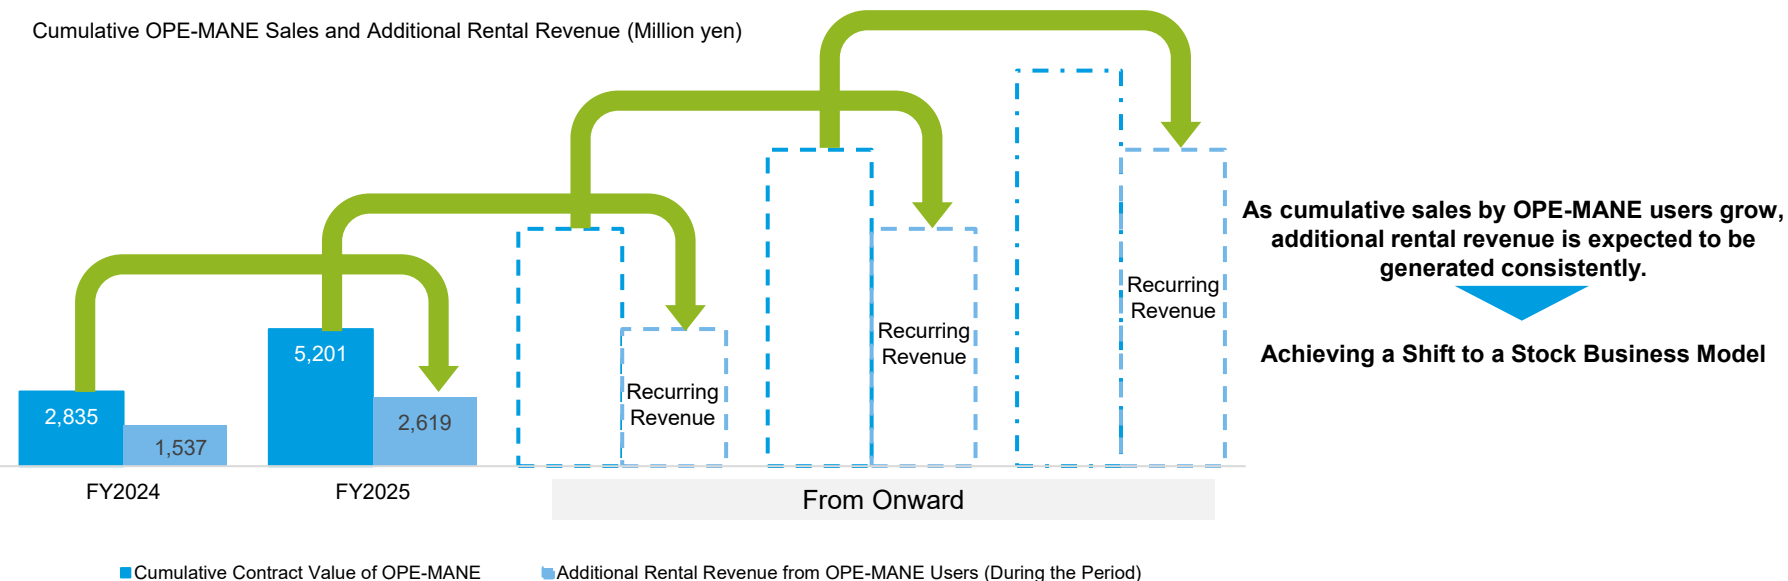 Cumulative OPE-MANE Sales and Additional Rental Revenue (Million yen)
2,835
1,537
5,201
2,619
Recurring
Revenue
Recurring
Revenue
Recurring
Revenue
FY2024
FY2025
From Onward
Cumulative Contract Value of OPE-MANE
Additional Rental Revenue from OPE-MANE Users (During the Period)
As cumulative sales by OPE-MANE users grow,
additional rental revenue is expected to be
generated consistently.
Achieving a Shift to a Stock Business Model